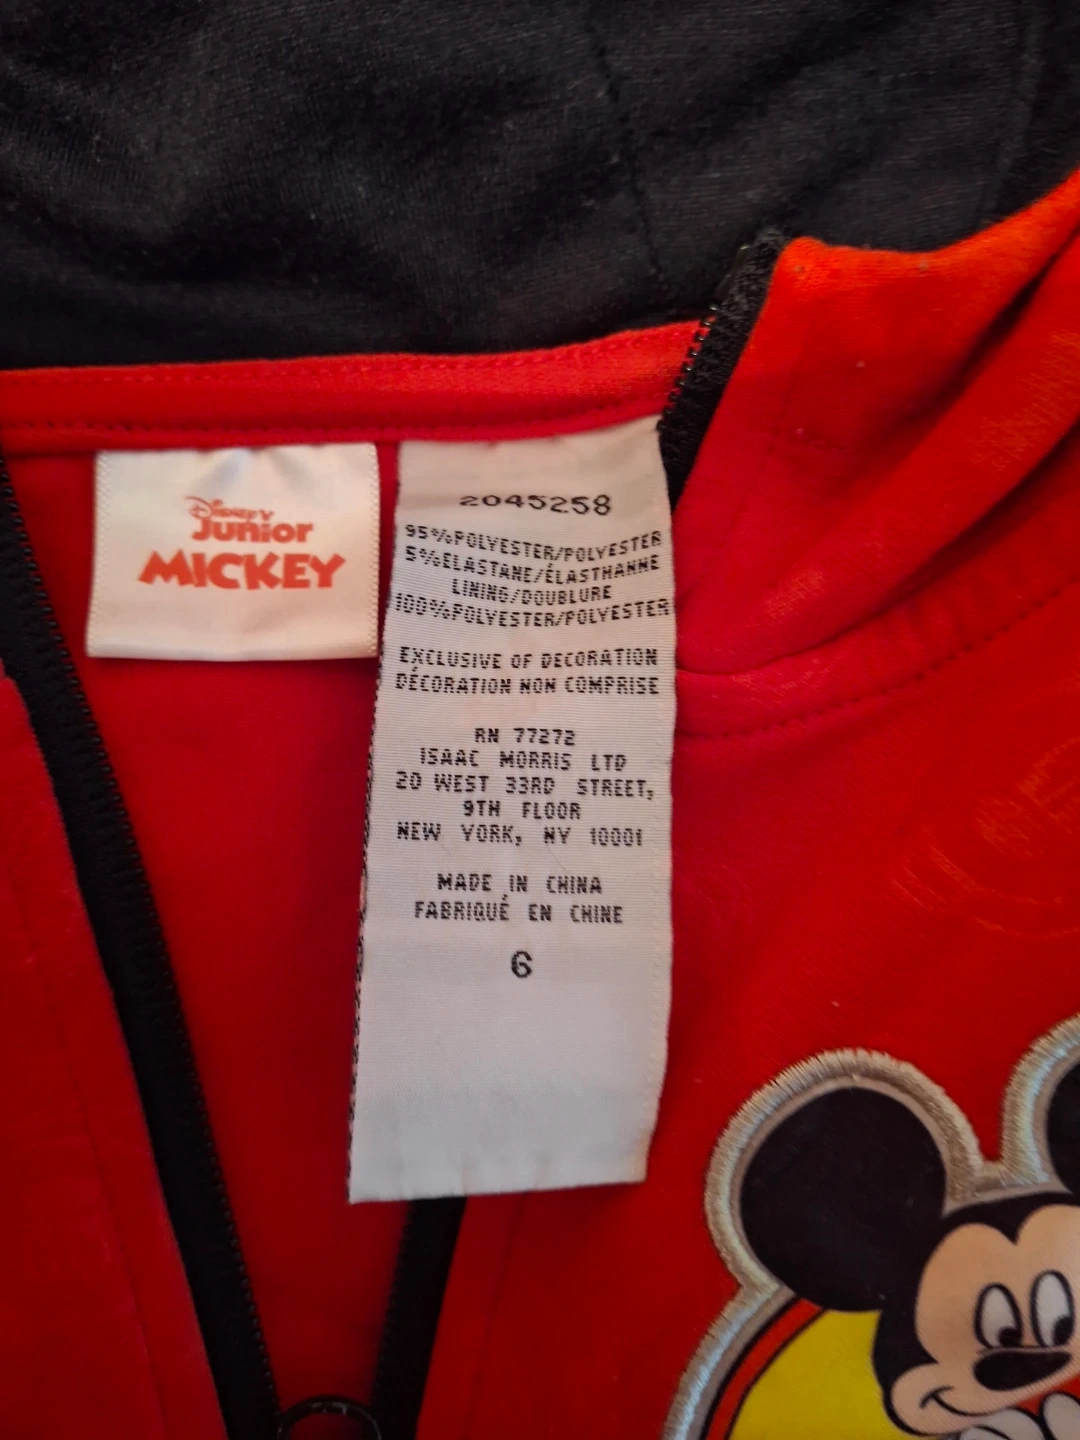 DISNEY
Junior
MICKEY
2045258
95%POLYESTER/POLYESTER
5%ELASTANE/ÉLASTHANNE
LINING/DOUBLURE
100%POLYESTER/POLYESTER
EXCLUSIVE OF DECORATION
DÉCORATION NON COMPRISE
RN 77272
ISAAC MORRIS LTD
20 WEST 33RD STREET,
9TH FLOOR
NEW YORK, NY 10001
MADE IN CHINA
FABRIQUÉ EN CHINE
6